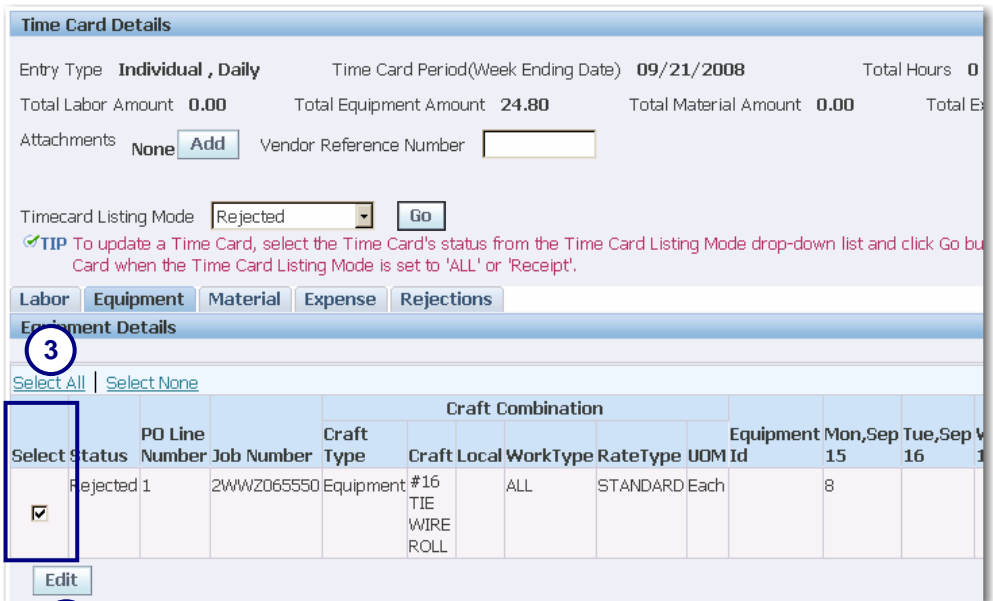 Time Card Details
Entry Type Individual , Daily Time Card Period(Week Ending Date) 09/21/2008 Total Hours 0
Total Labor Amount 0.00 Total Equipment Amount 24.80 Total Material Amount 0.00 Total
Attachments None Add Vendor Reference Number
Timecard Listing Mode Rejected Go
TIP To update a Time Card, select the Time Card's status from the Time Card Listing Mode drop-down list and click Go
Card when the Time Card Listing Mode is set to 'ALL' or 'Receipt'.
Labor Equipment Material Expense Rejections
Equipment Details
3
Select All | Select None
Craft Combination
PO Line Craft Equipment Mon,Sep Tue,Sep
Select Status Number Job Number Type Craft Local WorkType RateType UOM Id 15 16
Rejected 1 2WWZ065550 Equipment #16 ALL STANDARD Each 8
TIE
WIRE
ROLL
Edit